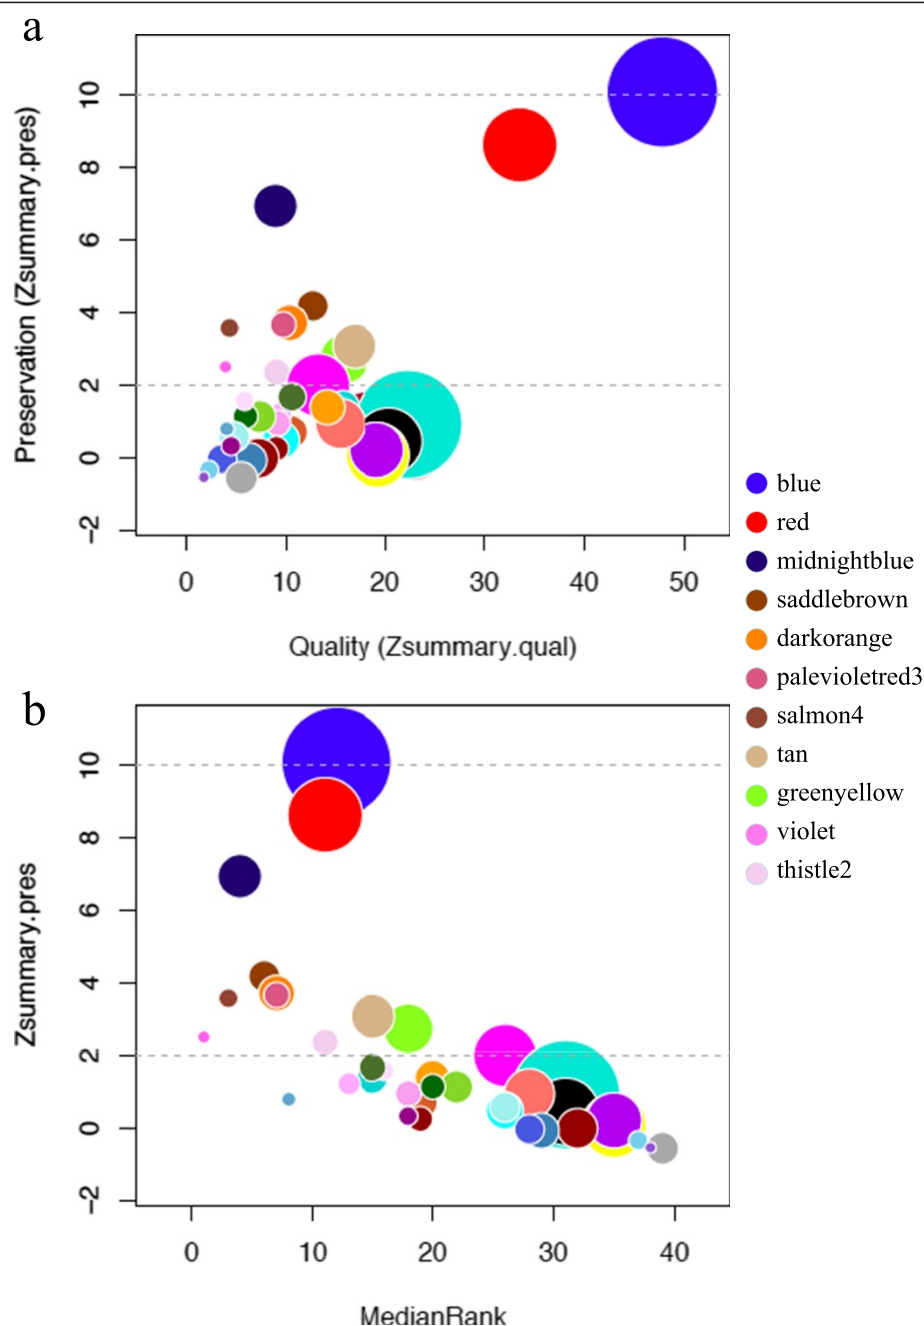 a
10
8
6
4
2
0
-2
Preservation (Zsummary.pres)
0 10 20 30 40 50
Quality (Zsummary.qual)
blue
red
midnightblue
saddlebrown
darkorange
palevioletred3
salmon4
tan
greenyellow
violet
thistle2
b
10
8
6
4
2
0
-2
Zsummary.pres
0 10 20 30 40
MedianRank